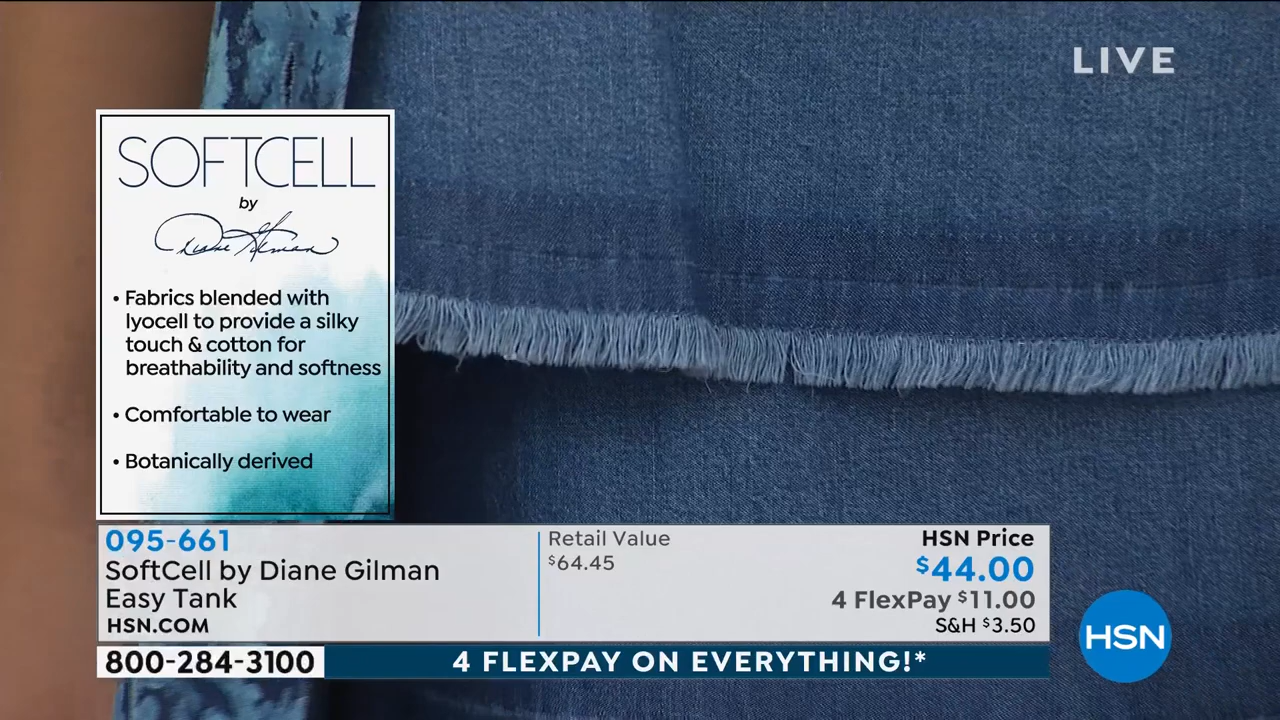 LIVE
SOFTCELL
by
Diane Gilman
• Fabrics blended with
lyocell to provide a silky
touch & cotton for
breathability and softness
• Comfortable to wear
• Botanically derived
095-661
SoftCell by Diane Gilman
Easy Tank
HSN.COM
Retail Value
$64.45
HSN Price
$44.00
4 FlexPay $11.00
S&H $3.50
800-284-3100
4 FLEXPAY ON EVERYTHING!*
HSN